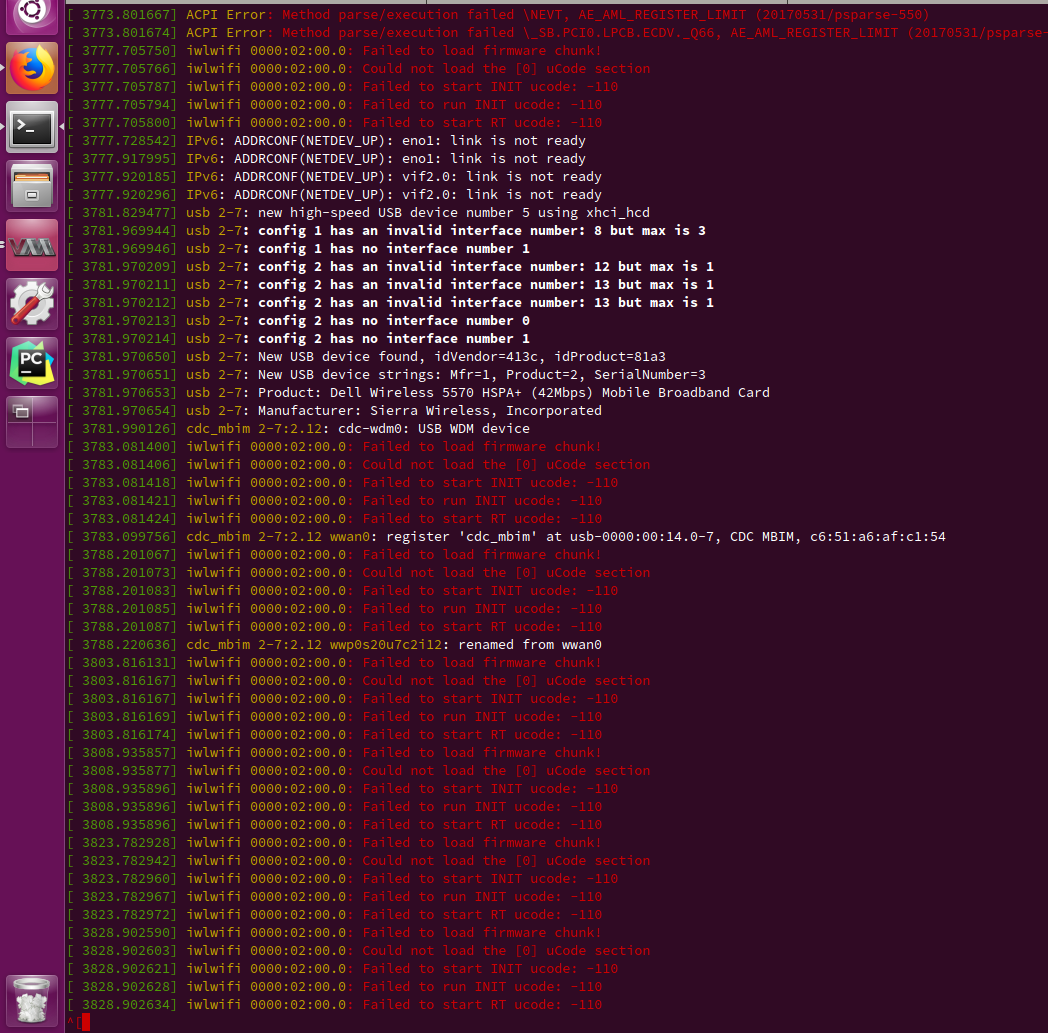 [ 3773.801667] ACPI Error: Method parse/execution failed \NEVT, AE_AML_REGISTER_LIMIT (20170531/psparse-550)
[ 3773.801674] ACPI Error: Method parse/execution failed \_SB.PCI0.LPCB.ECDV._Q66, AE_AML_REGISTER_LIMIT (20170531/psparse-
[ 3777.705750] iwlwifi 0000:02:00.0: Failed to load firmware chunk!
[ 3777.705766] iwlwifi 0000:02:00.0: Could not load the [0] uCode section
[ 3777.705787] iwlwifi 0000:02:00.0: Failed to start INIT ucode: -110
[ 3777.705794] iwlwifi 0000:02:00.0: Failed to run INIT ucode: -110
[ 3777.705800] iwlwifi 0000:02:00.0: Failed to start RT ucode: -110
[ 3777.728542] IPv6: ADDRCONF(NETDEV_UP): eno1: link is not ready
[ 3777.917995] IPv6: ADDRCONF(NETDEV_UP): eno1: link is not ready
[ 3777.920185] IPv6: ADDRCONF(NETDEV_UP): vif2.0: link is not ready
[ 3777.920296] IPv6: ADDRCONF(NETDEV_UP): vif2.0: link is not ready
[ 3781.829477] usb 2-7: new high-speed USB device number 5 using xhci_hcd
[ 3781.969944] usb 2-7: config 1 has an invalid interface number: 8 but max is 3
[ 3781.969946] usb 2-7: config 1 has no interface number 1
[ 3781.970209] usb 2-7: config 2 has an invalid interface number: 12 but max is 1
[ 3781.970211] usb 2-7: config 2 has an invalid interface number: 13 but max is 1
[ 3781.970212] usb 2-7: config 2 has an invalid interface number: 13 but max is 1
[ 3781.970213] usb 2-7: config 2 has no interface number 0
[ 3781.970214] usb 2-7: config 2 has no interface number 1
[ 3781.970650] usb 2-7: New USB device found, idVendor=413c, idProduct=81a3
[ 3781.970651] usb 2-7: New USB device strings: Mfr=1, Product=2, SerialNumber=3
[ 3781.970653] usb 2-7: Product: Dell Wireless 5570 HSPA+ (42Mbps) Mobile Broadband Card
[ 3781.970654] usb 2-7: Manufacturer: Sierra Wireless, Incorporated
[ 3781.990126] cdc_mbim 2-7:2.12: cdc-wdm0: USB WDM device
[ 3783.081400] iwlwifi 0000:02:00.0: Failed to load firmware chunk!
[ 3783.081406] iwlwifi 0000:02:00.0: Could not load the [0] uCode section
[ 3783.081418] iwlwifi 0000:02:00.0: Failed to start INIT ucode: -110
[ 3783.081421] iwlwifi 0000:02:00.0: Failed to run INIT ucode: -110
[ 3783.081424] iwlwifi 0000:02:00.0: Failed to start RT ucode: -110
[ 3783.099756] cdc_mbim 2-7:2.12 wwan0: register 'cdc_mbim' at usb-0000:00:14.0-7, CDC MBIM, c6:51:a6:af:c1:54
[ 3788.201067] iwlwifi 0000:02:00.0: Failed to load firmware chunk!
[ 3788.201073] iwlwifi 0000:02:00.0: Could not load the [0] uCode section
[ 3788.201083] iwlwifi 0000:02:00.0: Failed to start INIT ucode: -110
[ 3788.201085] iwlwifi 0000:02:00.0: Failed to run INIT ucode: -110
[ 3788.201087] iwlwifi 0000:02:00.0: Failed to start RT ucode: -110
[ 3788.220636] cdc_mbim 2-7:2.12 wwp0s20u7c2i12: renamed from wwan0
[ 3803.816131] iwlwifi 0000:02:00.0: Failed to load firmware chunk!
[ 3803.816167] iwlwifi 0000:02:00.0: Could not load the [0] uCode section
[ 3803.816167] iwlwifi 0000:02:00.0: Failed to start INIT ucode: -110
[ 3803.816169] iwlwifi 0000:02:00.0: Failed to run INIT ucode: -110
[ 3803.816174] iwlwifi 0000:02:00.0: Failed to start RT ucode: -110
[ 3808.935857] iwlwifi 0000:02:00.0: Failed to load firmware chunk!
[ 3808.935877] iwlwifi 0000:02:00.0: Could not load the [0] uCode section
[ 3808.935896] iwlwifi 0000:02:00.0: Failed to start INIT ucode: -110
[ 3808.935896] iwlwifi 0000:02:00.0: Failed to run INIT ucode: -110
[ 3808.935896] iwlwifi 0000:02:00.0: Failed to start RT ucode: -110
[ 3823.782928] iwlwifi 0000:02:00.0: Failed to load firmware chunk!
[ 3823.782942] iwlwifi 0000:02:00.0: Could not load the [0] uCode section
[ 3823.782960] iwlwifi 0000:02:00.0: Failed to start INIT ucode: -110
[ 3823.782967] iwlwifi 0000:02:00.0: Failed to run INIT ucode: -110
[ 3823.782972] iwlwifi 0000:02:00.0: Failed to start RT ucode: -110
[ 3828.902590] iwlwifi 0000:02:00.0: Failed to load firmware chunk!
[ 3828.902603] iwlwifi 0000:02:00.0: Could not load the [0] uCode section
[ 3828.902621] iwlwifi 0000:02:00.0: Failed to start INIT ucode: -110
[ 3828.902628] iwlwifi 0000:02:00.0: Failed to run INIT ucode: -110
[ 3828.902634] iwlwifi 0000:02:00.0: Failed to start RT ucode: -110
^[
PC